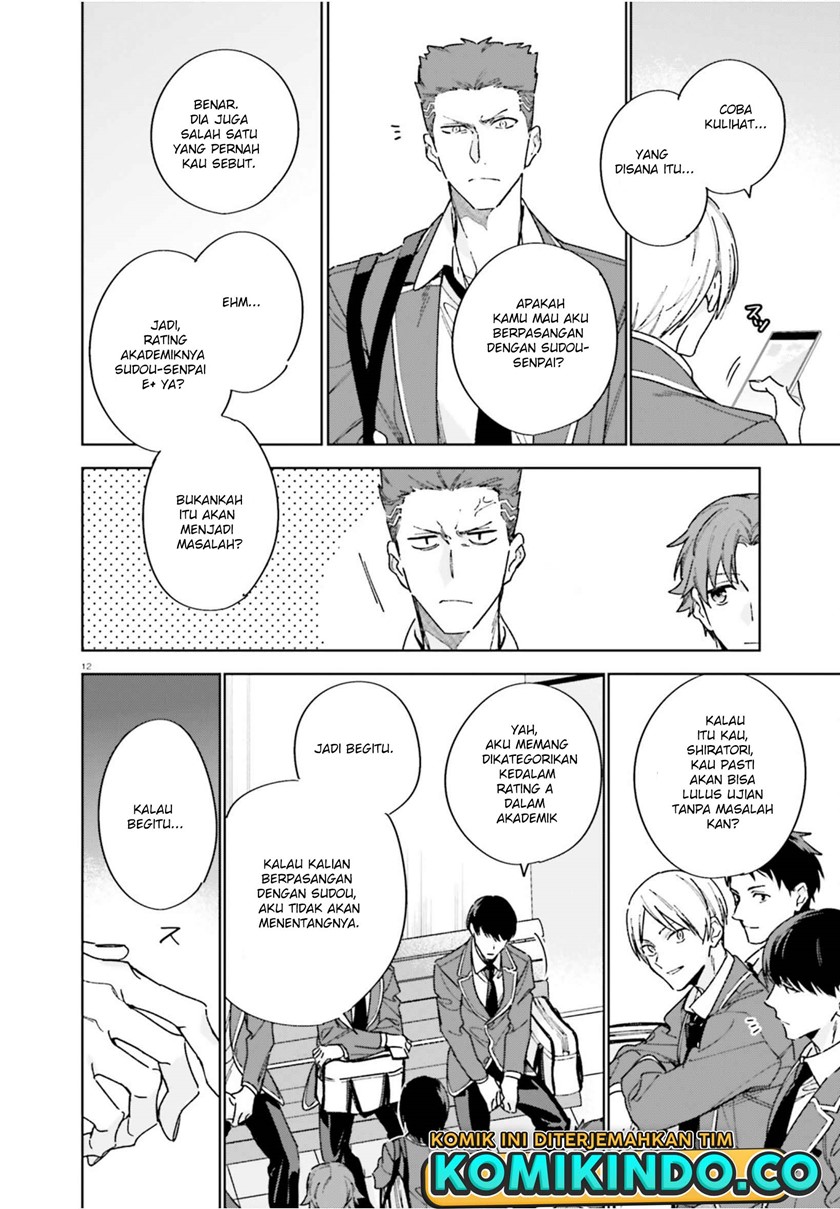 COBA
KULIHAT...
YANG
DISANA ITU...
スッ
APAKAH
KAMU MAU AKU
BERPASANGAN
DENGAN SUDOU-
SENPAI?
BENAR.
DIA JUGA
SALAH SATU
YANG PERNAH
KAU SEBUT.
EHM...
JADI,
RATING
AKADEMIKNYA
SUDOU-SENPAI
E+ YA?
BUKANKAH
ITU AKAN
MENJADI
MASALAH?
12
KALAU
ITU KAU,
SHIRATORI,
KAU PASTI
AKAN BISA
LULUS UJIAN
TANPA MASALAH
KAN?
YAH,
AKU MEMANG
DIKATEGORIKAN
KEDALAM
RATING A
DALAM
AKADEMIK
JADI BEGITU.
KALAU KALIAN
BERPASANGAN
DENGAN SUDOU,
AKU TIDAK AKAN
MENENTANGNYA.
KALAU
BEGITU...
ス
KOMIK INI DITERJEMAHKAN TIM
KOMIKINDO.CO